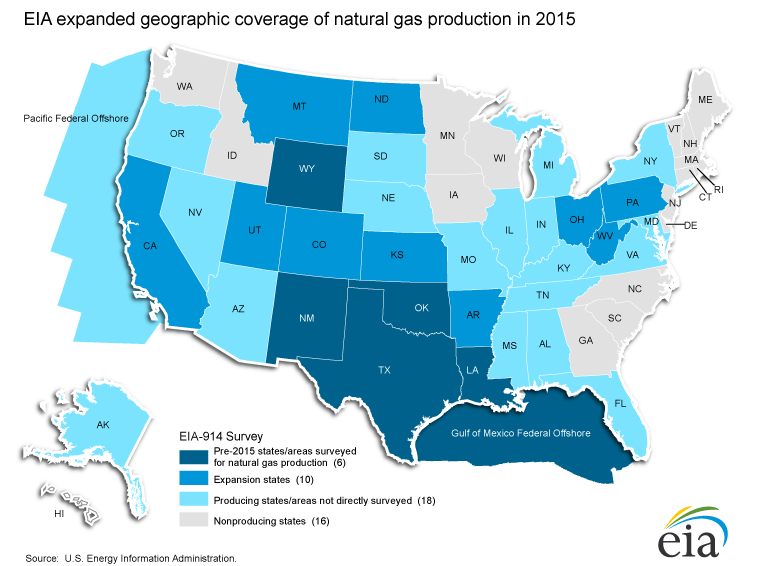 EIA expanded geographic coverage of natural gas production in 2015
Pacific Federal Offshore
WA
MT
ND
MN
ME
VT
NH
MA
RI
CT
OR
ID
WY
SD
WI
MI
NY
NE
IA
PA
NJ
MD
DE
NV
UT
CO
KS
MO
IL
IN
OH
WV
VA
CA
KY
NC
AZ
NM
OK
AR
TN
SC
TX
LA
MS
AL
GA
FL
AK
HI
Gulf of Mexico Federal Offshore
EIA-914 Survey
Pre-2015 states/areas surveyed
for natural gas production (6)
Expansion states (10)
Producing states/areas not directly surveyed (18)
Nonproducing states (16)
eia
Source: U.S. Energy Information Administration.